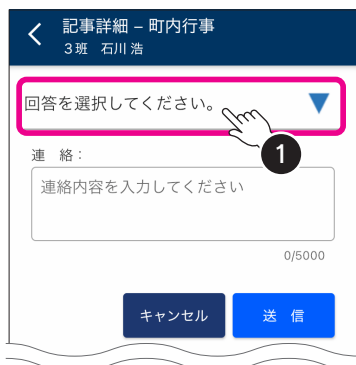 記事詳細 – 町内行事
3班 石川 浩
回答を選択してください。
1
連 絡：
連絡内容を入力してください
0/5000
キャンセル
送 信